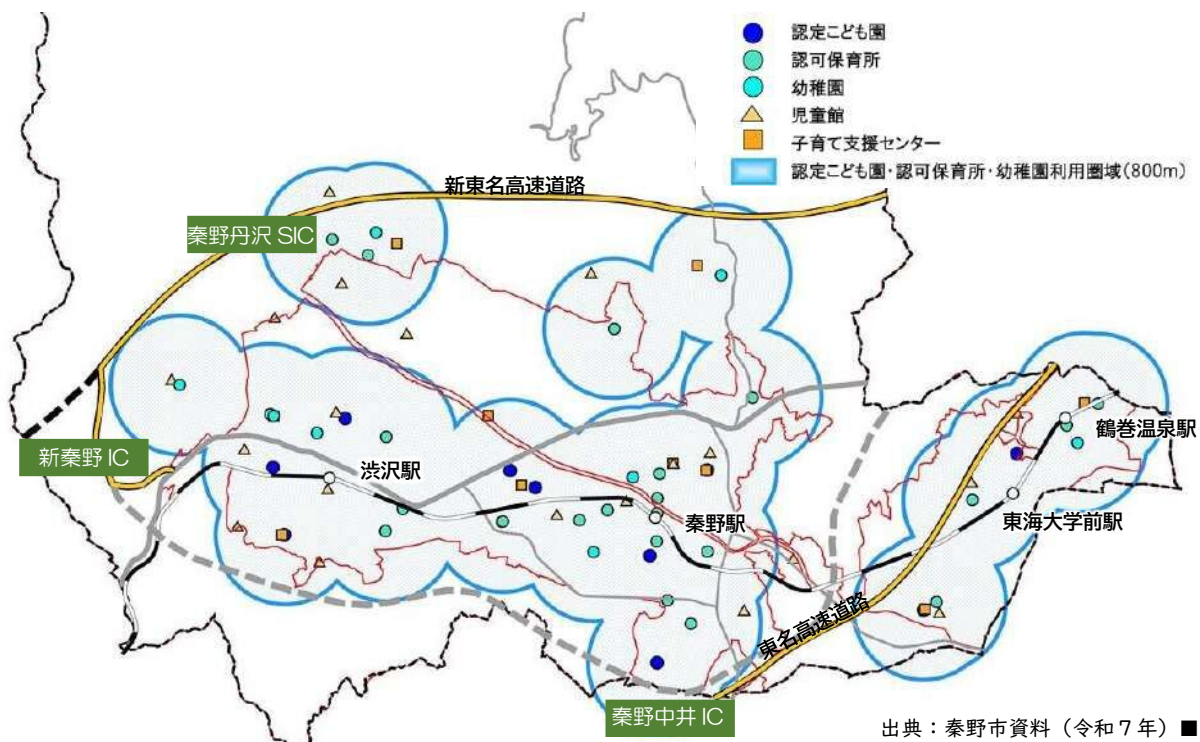 認定こども園
認可保育所
幼稚園
児童館
子育て支援センター
認定こども園・認可保育所・幼稚園利用圏域(800m)
新東名高速道路
秦野丹沢 SIC
新秦野 IC
渋沢駅
秦野駅
鶴巻温泉駅
東海大学前駅
東名高速道路
秦野中井 IC
出典：秦野市資料（令和７年）■